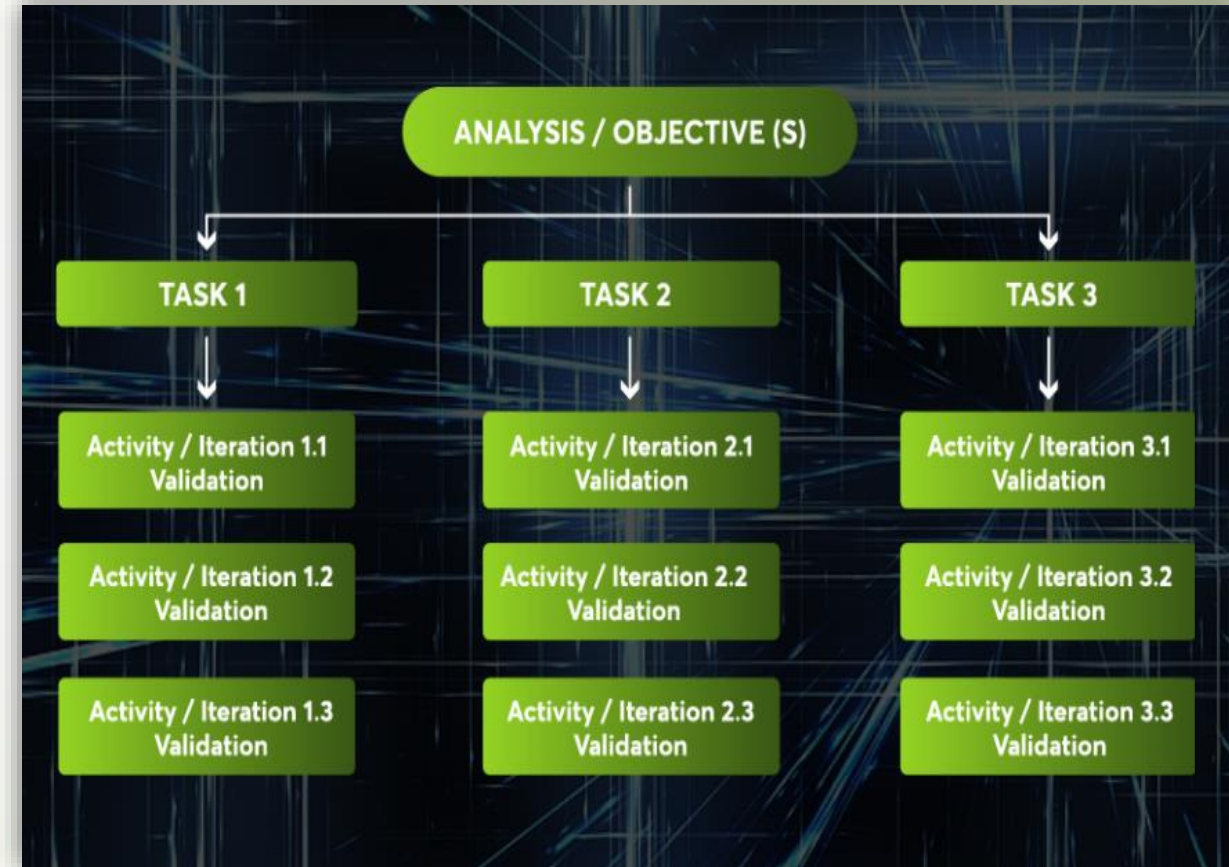 ANALYSIS / OBJECTIVE (S)
TASK 1
TASK 2
TASK 3
Activity / Iteration 1.1
Validation
Activity / Iteration 2.1
Validation
Activity / Iteration 3.1
Validation
Activity / Iteration 1.2
Validation
Activity / Iteration 2.2
Validation
Activity / Iteration 3.2
Validation
Activity / Iteration 1.3
Validation
Activity / Iteration 2.3
Validation
Activity / Iteration 3.3
Validation